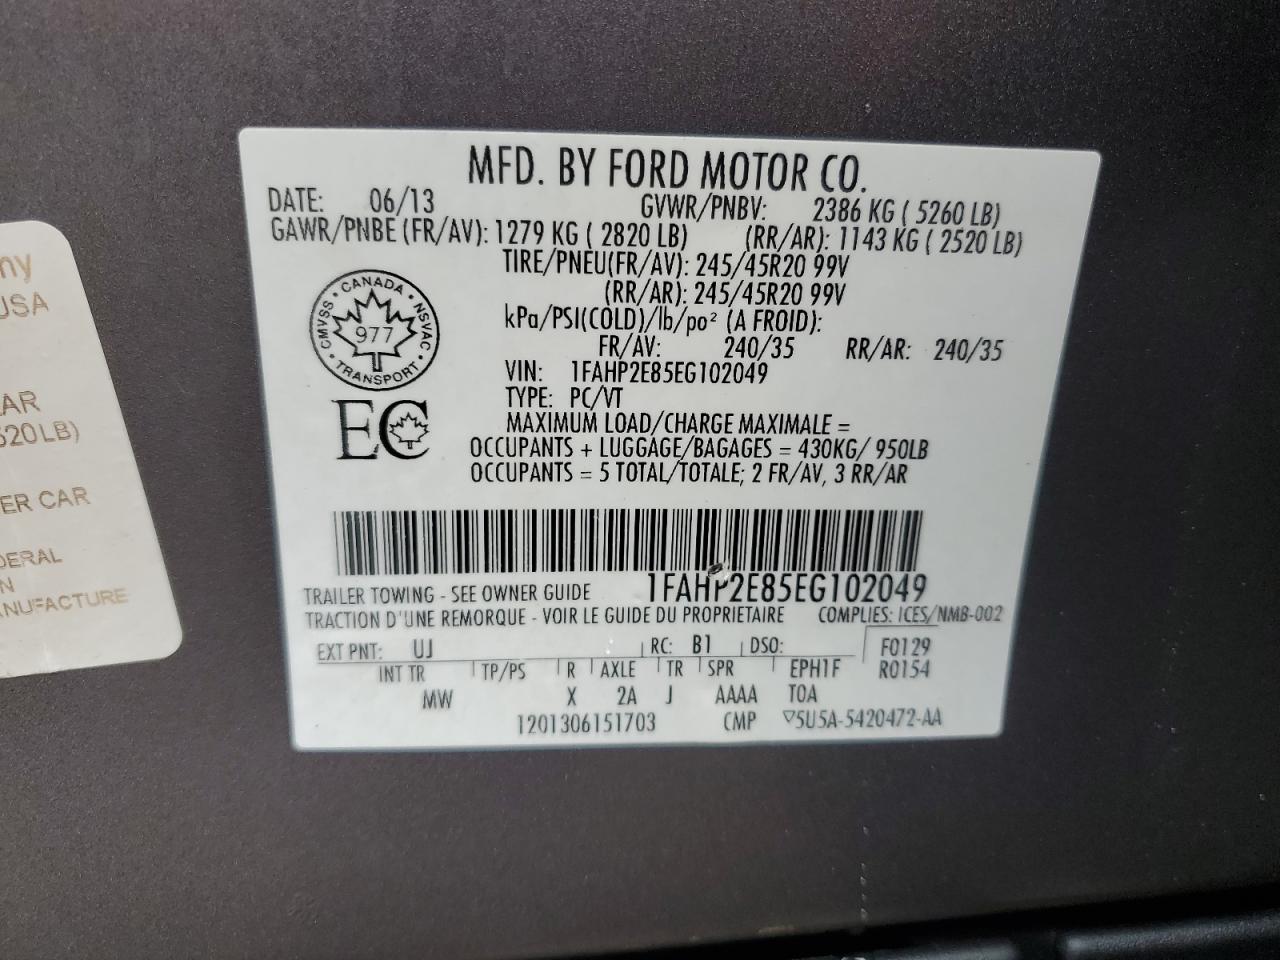 MFD. BY FORD MOTOR CO.
DATE: 06/13 GVWR/PNBV: 2386 KG ( 5260 LB)
GAWR/PNBE (FR/AV): 1279 KG ( 2820 LB) (RR/AR): 1143 KG ( 2520 LB)
TIRE/PNEU(FR/AV): 245/45R20 99V
(RR/AR): 245/45R20 99V
kPa/PSI(COLD)/lb/po² (A FROID):
FR/AV: 240/35 RR/AR: 240/35
VIN: 1FAHP2E85EG102049
TYPE: PC/VT
MAXIMUM LOAD/CHARGE MAXIMALE =
OCCUPANTS + LUGGAGE/BAGAGES = 430KG/ 950LB
OCCUPANTS = 5 TOTAL/TOTALE; 2 FR/AV, 3 RR/AR
CANADA
CMVSS 977 NSVAC
TRANSPORT
EC
1FAHP2E85EG102049
TRAILER TOWING - SEE OWNER GUIDE
TRACTION D'UNE REMORQUE - VOIR LE GUIDE DU PROPRIETAIRE COMPLIES: ICES/NMB-002
EXT PNT: UJ RC: B1 DSO: F0129
INT TR TP/PS R AXLE TR SPR EPH1F R0154
MW X 2A J AAAA TOA
1201306151703 CMP 5U5A-5420472-AA
ny
USA
AR
520LB)
ER CAR
DERAL
N
ANUFACTURE